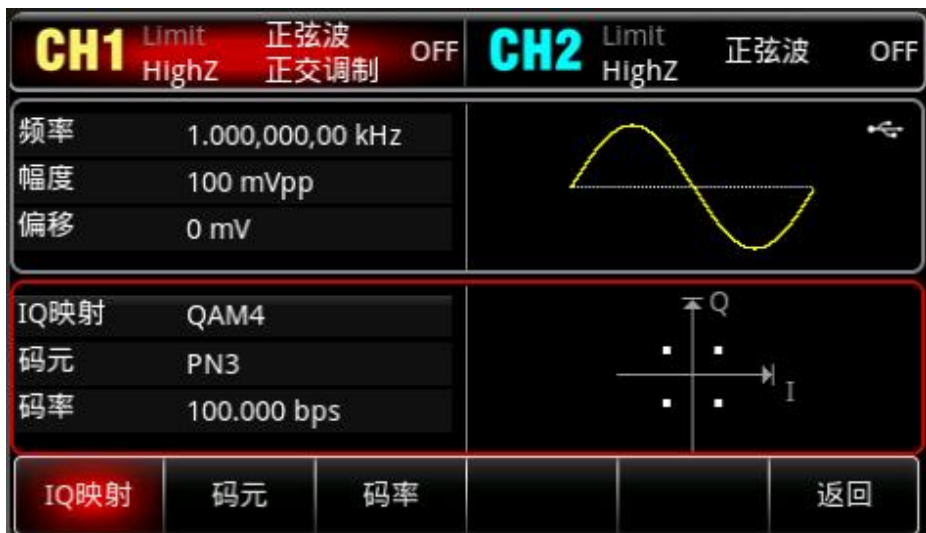 CH1 Limit 正弦波 OFF CH2 Limit 正弦波 OFF
HighZ 正交调制 HighZ
频率 1.000,000,00 kHz
幅度 100 mVpp
偏移 0 mV
IQ映射 QAM4 Q
码元 PN3
I
码率 100.000 bps
IQ映射 码元 码率 返回